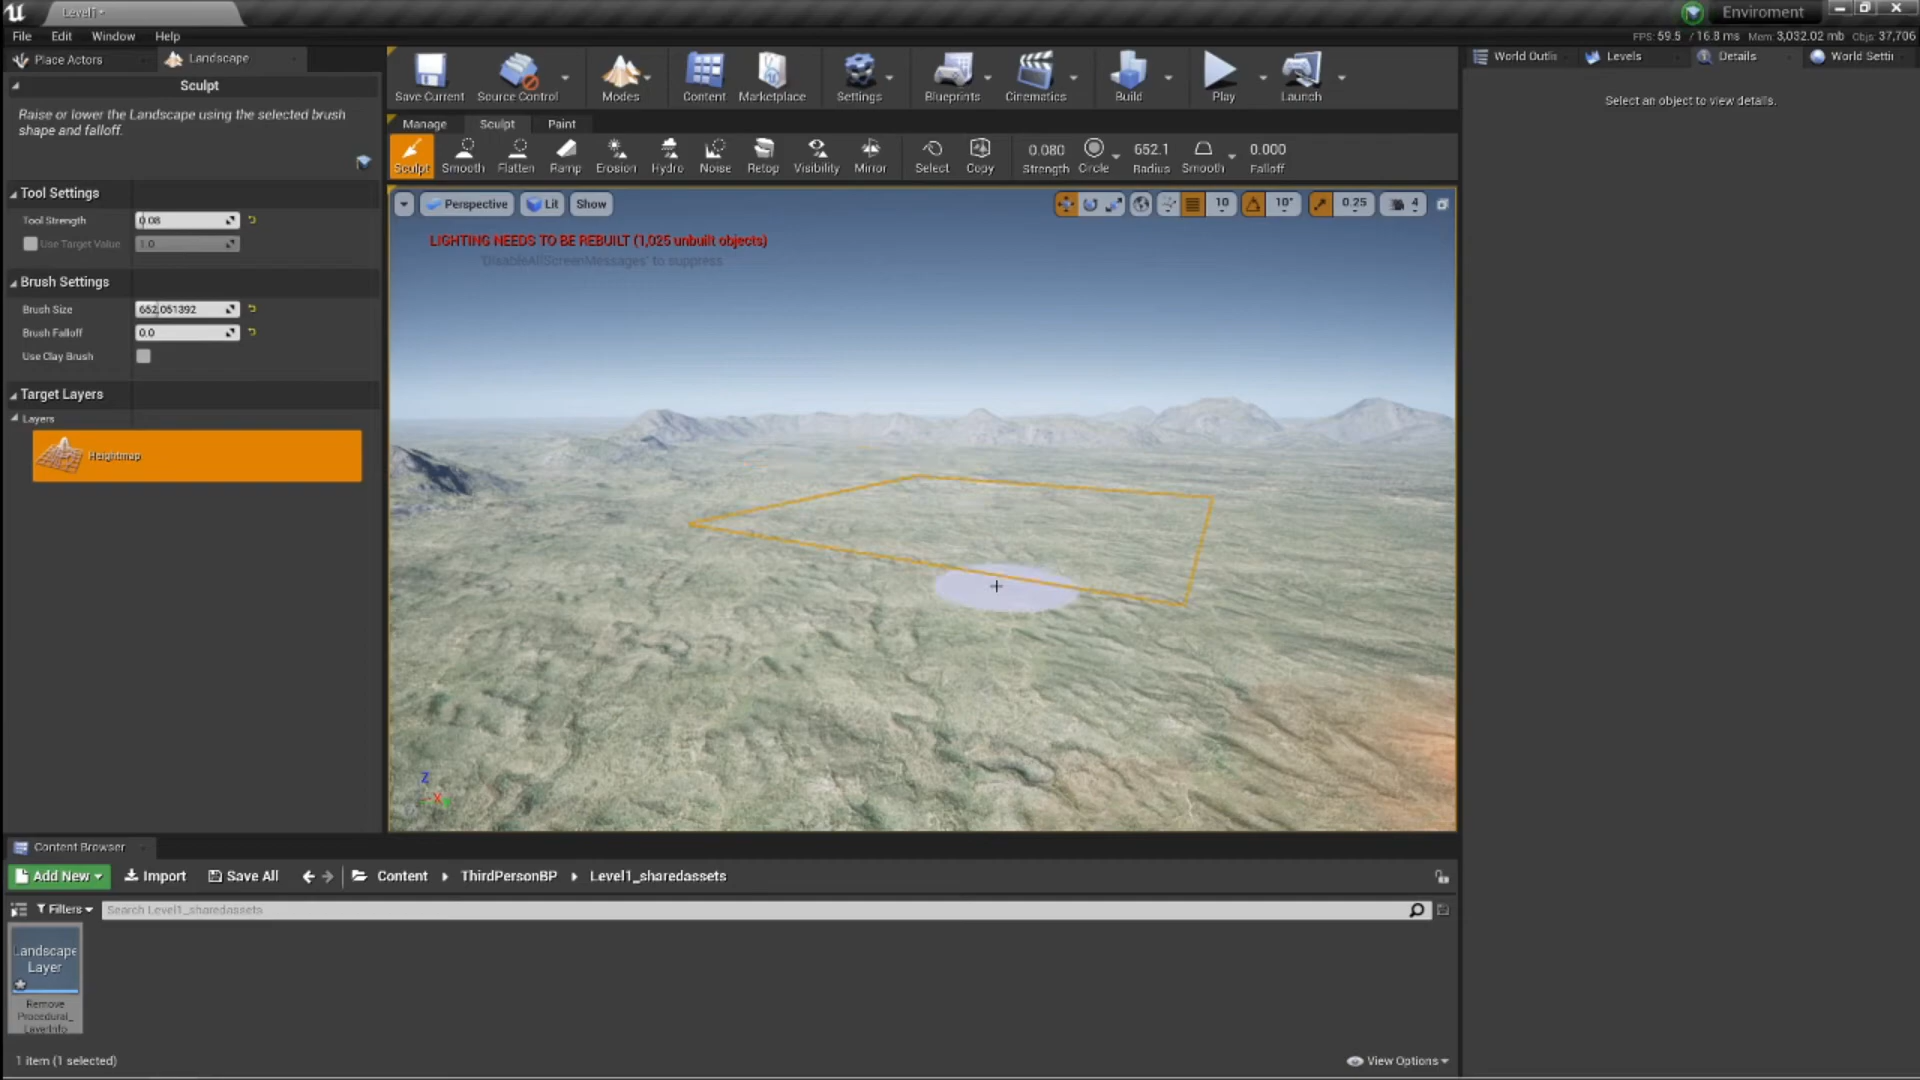 Level1*
Enviroment
File Edit Window Help
FPS: 59.5 / 16.8 ms Mem: 3,032.02 mb Objs: 37,706
Place Actors
Landscape
Sculpt
Raise or lower the Landscape using the selected brush
shape and falloff.
Tool Settings
Tool Strength 0.08
Use Target Value 1.0
Brush Settings
Brush Size 652.051392
Brush Falloff 0.0
Use Clay Brush
Target Layers
Layers
Heightmap
Save Current Source Control Modes Content Marketplace Settings Blueprints Cinematics Build Play Launch
Manage Sculpt Paint
Sculpt Smooth Flatten Ramp Erosion Hydro Noise Retop Visibility Mirror Select Copy
0.080 652.1 0.000
Strength Circle Radius Smooth Falloff
Perspective Lit Show
10 10° 0.25 4
LIGHTING NEEDS TO BE REBUILT (1,025 unbuilt objects)
'DisableAllScreenMessages' to suppress
Z
X
World Outli Levels Details World Setti
Select an object to view details.
Content Browser
Add New Import Save All Content ThirdPersonBP Level1_sharedassets
Filters Search Level1_sharedassets
Landscape
Layer
Remove
Procedural_
LayerInfo
1 item (1 selected)
View Options